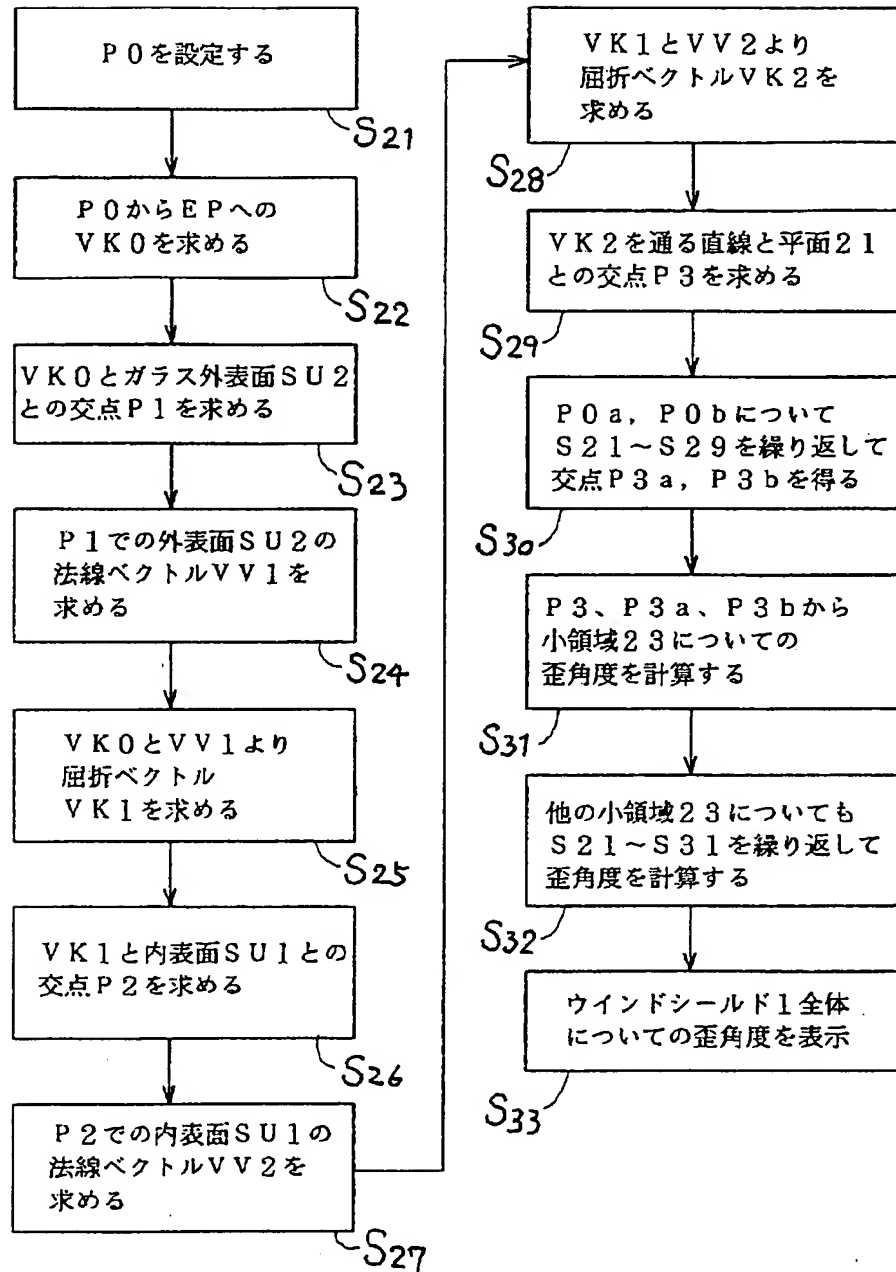 P0を設定する
S21
P0からEPへの
VK0を求める
S22
VK0とガラス外表面SU2
との交点P1を求める
S23
P1での外表面SU2の
法線ベクトルVV1を
求める
S24
VK0とVV1より
屈折ベクトル
VK1を求める
S25
VK1と内表面SU1との
交点P2を求める
S26
P2での内表面SU1の
法線ベクトルVV2を
求める
S27
VK1とVV2より
屈折ベクトルVK2を
求める
S28
VK2を通る直線と平面21
との交点P3を求める
S29
P0a,P0bについて
S21~S29を繰り返して
交点P3a,P3bを得る
S30
P3、P3a、P3bから
小領域23についての
歪角度を計算する
S31
他の小領域23についても
S21~S31を繰り返して
歪角度を計算する
S32
ウインドシールド1全体
についての歪角度を表示
S33